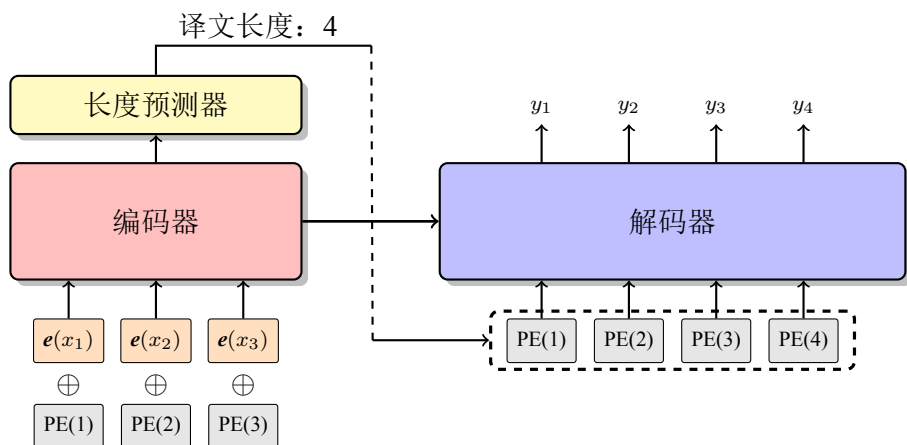 译文长度：4
长度预测器
y₁ y₂ y₃ y₄
编码器
解码器
e(x₁) e(x₂) e(x₃)
PE(1) PE(2) PE(3) PE(4)
⊕ ⊕ ⊕
PE(1) PE(2) PE(3)